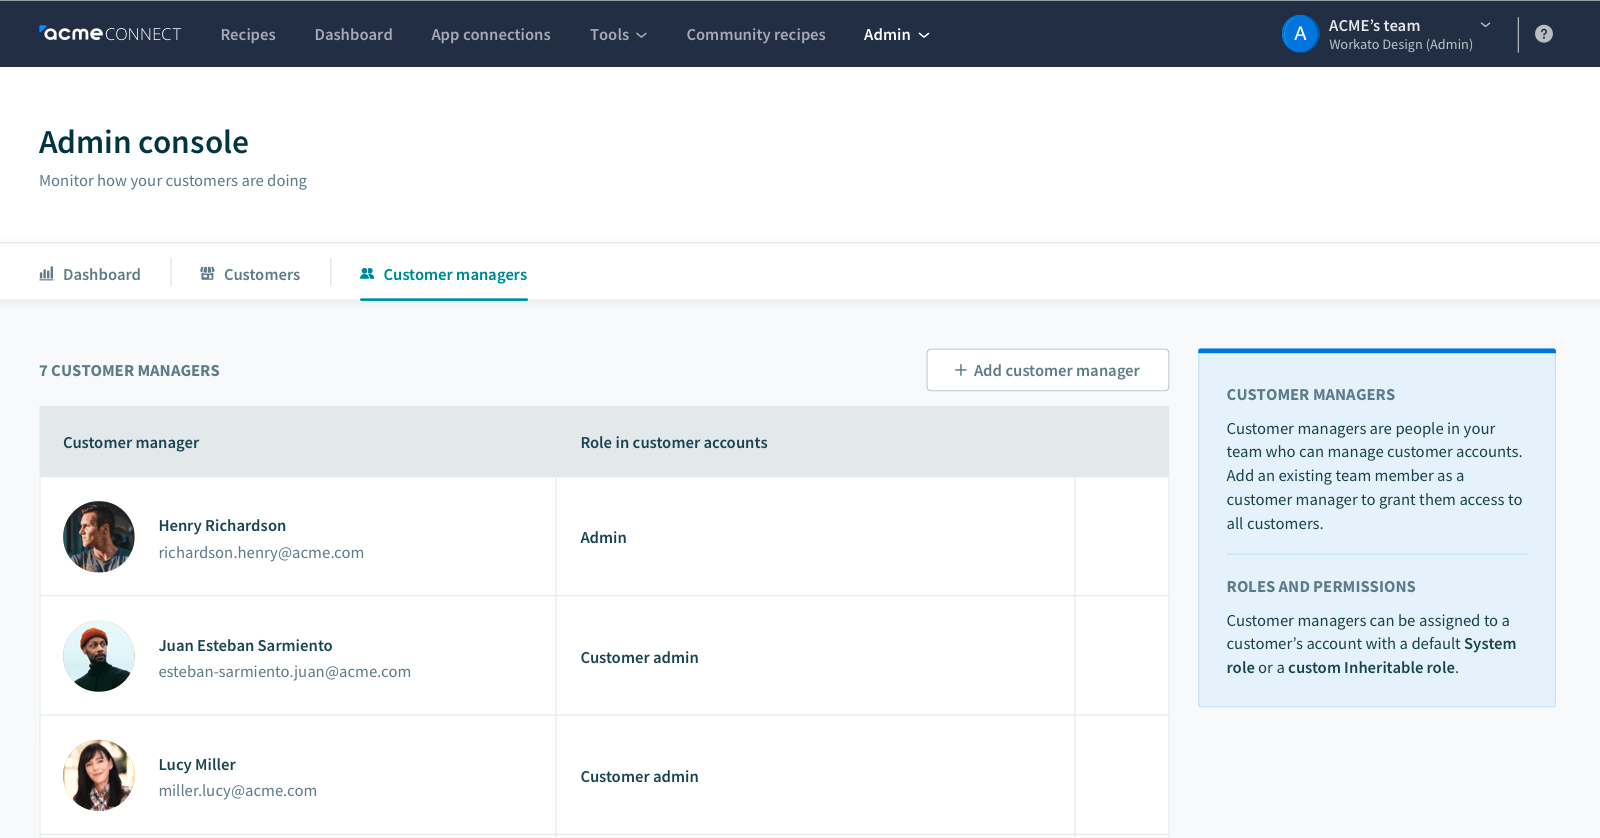 acmeCONNECT Recipes Dashboard App connections Tools Community recipes Admin A ACME’s team ?
Workato Design (Admin)
Admin console
Monitor how your customers are doing
Dashboard Customers Customer managers
7 CUSTOMER MANAGERS
+ Add customer manager
Customer manager Role in customer accounts
Henry Richardson
richardson.henry@acme.com
Admin
Juan Esteban Sarmiento
esteban-sarmiento.juan@acme.com
Customer admin
Lucy Miller
miller.lucy@acme.com
Customer admin
CUSTOMER MANAGERS
Customer managers are people in your
team who can manage customer accounts.
Add an existing team member as a
customer manager to grant them access to
all customers.
ROLES AND PERMISSIONS
Customer managers can be assigned to a
customer’s account with a default System
role or a custom Inheritable role.